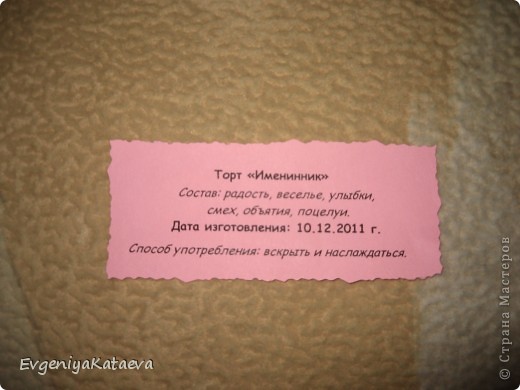 Торт «Именинник»
Состав: радость, веселье, улыбки,
смех, объятия, поцелуи.
Дата изготовления: 10.12.2011 г.
Способ употребления: вскрыть и наслаждаться.
EvgeniyaKataeva
© Страна Мастеров